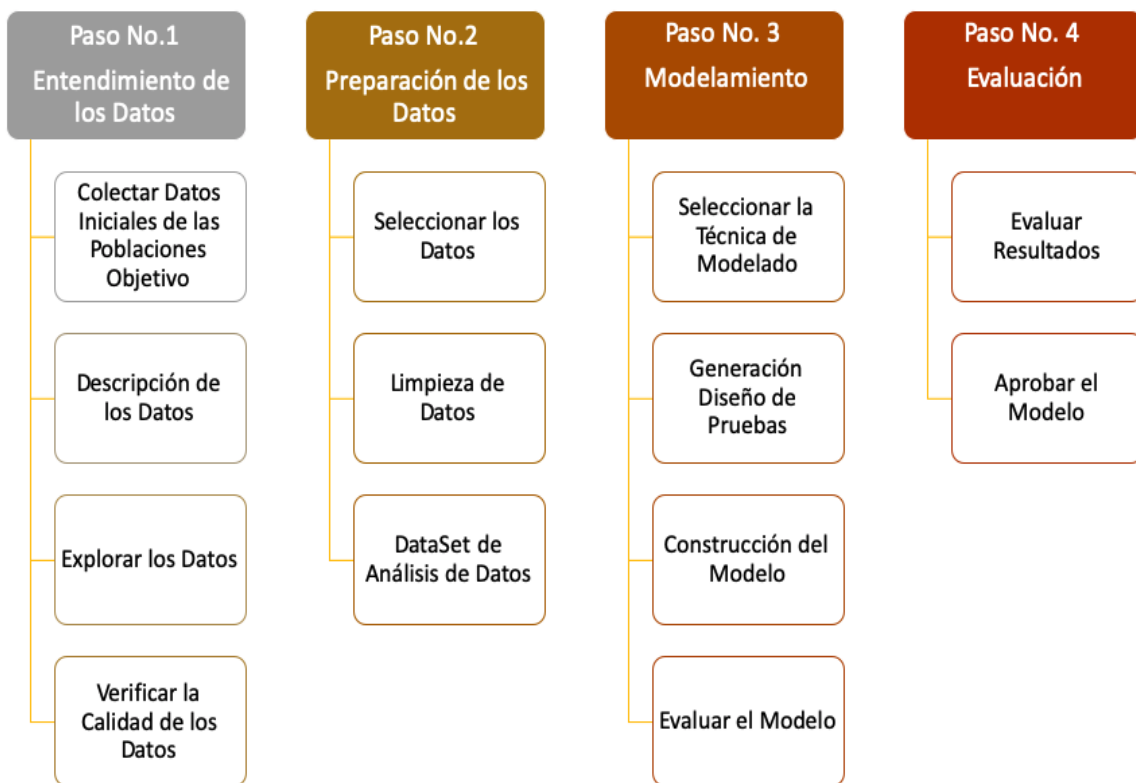 Paso No.1
Entendimiento de
los Datos
Colectar Datos
Iniciales de las
Poblaciones
Objetivo
Descripción de
los Datos
Explorar los Datos
Verificar la
Calidad de los
Datos
Paso No.2
Preparación de los
Datos
Seleccionar los
Datos
Limpieza de
Datos
DataSet de
Análisis de Datos
Paso No. 3
Modelamiento
Seleccionar la
Técnica de
Modelado
Generación
Diseño de
Pruebas
Construcción del
Modelo
Evaluar el Modelo
Paso No. 4
Evaluación
Evaluar
Resultados
Aprobar el
Modelo